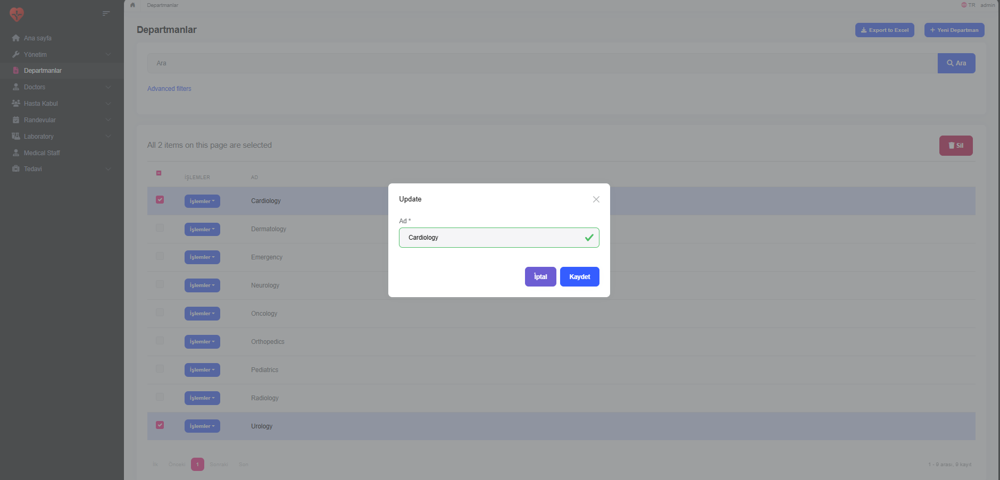 Departmanlar
TR admin
Ana sayfa
Yönetim
Departmanlar
Doctors
Hasta Kabul
Randevular
Laboratory
Medical Staff
Tedavi
Departmanlar
Export to Excel
+ Yeni Departman
Ara
Ara
Advanced filters
All 2 items on this page are selected
Sil
İŞLEMLER AD
İşlemler Cardiology
İşlemler Dermatology
İşlemler Emergency
İşlemler Neurology
İşlemler Oncology
İşlemler Orthopedics
İşlemler Pediatrics
İşlemler Radiology
İşlemler Urology
Update
Ad *
Cardiology
İptal Kaydet
İlk Önceki 1 Sonraki Son
1 - 9 arası, 9 kayıt